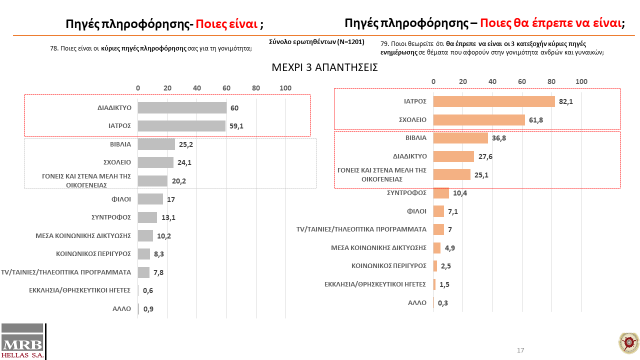 Πηγές πληροφόρησης- Ποιες είναι ;
Πηγές πληροφόρησης – Ποιες θα έπρεπε να είναι;
78. Ποιες είναι οι κύριες πηγές πληροφόρησης σας για τη γονιμότητα;
Σύνολο ερωτηθέντων (N=1201)
79. Ποιοι θεωρείτε ότι θα έπρεπε να είναι οι 3 κατεξοχήν κύριες πηγές
ενημέρωσης σε θέματα που αφορούν στην γονιμότητα ανδρών και γυναικών;
ΜΕΧΡΙ 3 ΑΠΑΝΤΗΣΕΙΣ
0 20 40 60 80 100
ΔΙΑΔΙΚΤΥΟ 60
ΙΑΤΡΟΣ 59,1
ΒΙΒΛΙΑ 25,2
ΣΧΟΛΕΙΟ 24,1
ΓΟΝΕΙΣ ΚΑΙ ΣΤΕΝΑ ΜΕΛΗ ΤΗΣ
ΟΙΚΟΓΕΝΕΙΑΣ 20,2
ΦΙΛΟΙ 17
ΣΥΝΤΡΟΦΟΣ 13,1
ΜΕΣΑ ΚΟΙΝΩΝΙΚΗΣ ΔΙΚΤΥΩΣΗΣ 10,2
ΚΟΙΝΩΝΙΚΟΣ ΠΕΡΙΓΥΡΟΣ 8,3
TV/ΤΑΙΝΙΕΣ/ΤΗΛΕΟΠΤΙΚΑ ΠΡΟΓΡΑΜΜΑΤΑ 7,8
ΕΚΚΛΗΣΙΑ/ΘΡΗΣΚΕΥΤΙΚΟΙ ΗΓΕΤΕΣ 0,6
ΑΛΛΟ 0,9
0 20 40 60 80 100
ΙΑΤΡΟΣ 82,1
ΣΧΟΛΕΙΟ 61,8
ΒΙΒΛΙΑ 36,8
ΔΙΑΔΙΚΤΥΟ 27,6
ΓΟΝΕΙΣ ΚΑΙ ΣΤΕΝΑ ΜΕΛΗ ΤΗΣ
ΟΙΚΟΓΕΝΕΙΑΣ 25,1
ΣΥΝΤΡΟΦΟΣ 10,4
ΦΙΛΟΙ 7,1
TV/ΤΑΙΝΙΕΣ/ΤΗΛΕΟΠΤΙΚΑ ΠΡΟΓΡΑΜΜΑΤΑ 7
ΜΕΣΑ ΚΟΙΝΩΝΙΚΗΣ ΔΙΚΤΥΩΣΗΣ 4,9
ΚΟΙΝΩΝΙΚΟΣ ΠΕΡΙΓΥΡΟΣ 2,5
ΕΚΚΛΗΣΙΑ/ΘΡΗΣΚΕΥΤΙΚΟΙ ΗΓΕΤΕΣ 1,5
ΑΛΛΟ 0,3
MRB
HELLAS S.A.
17